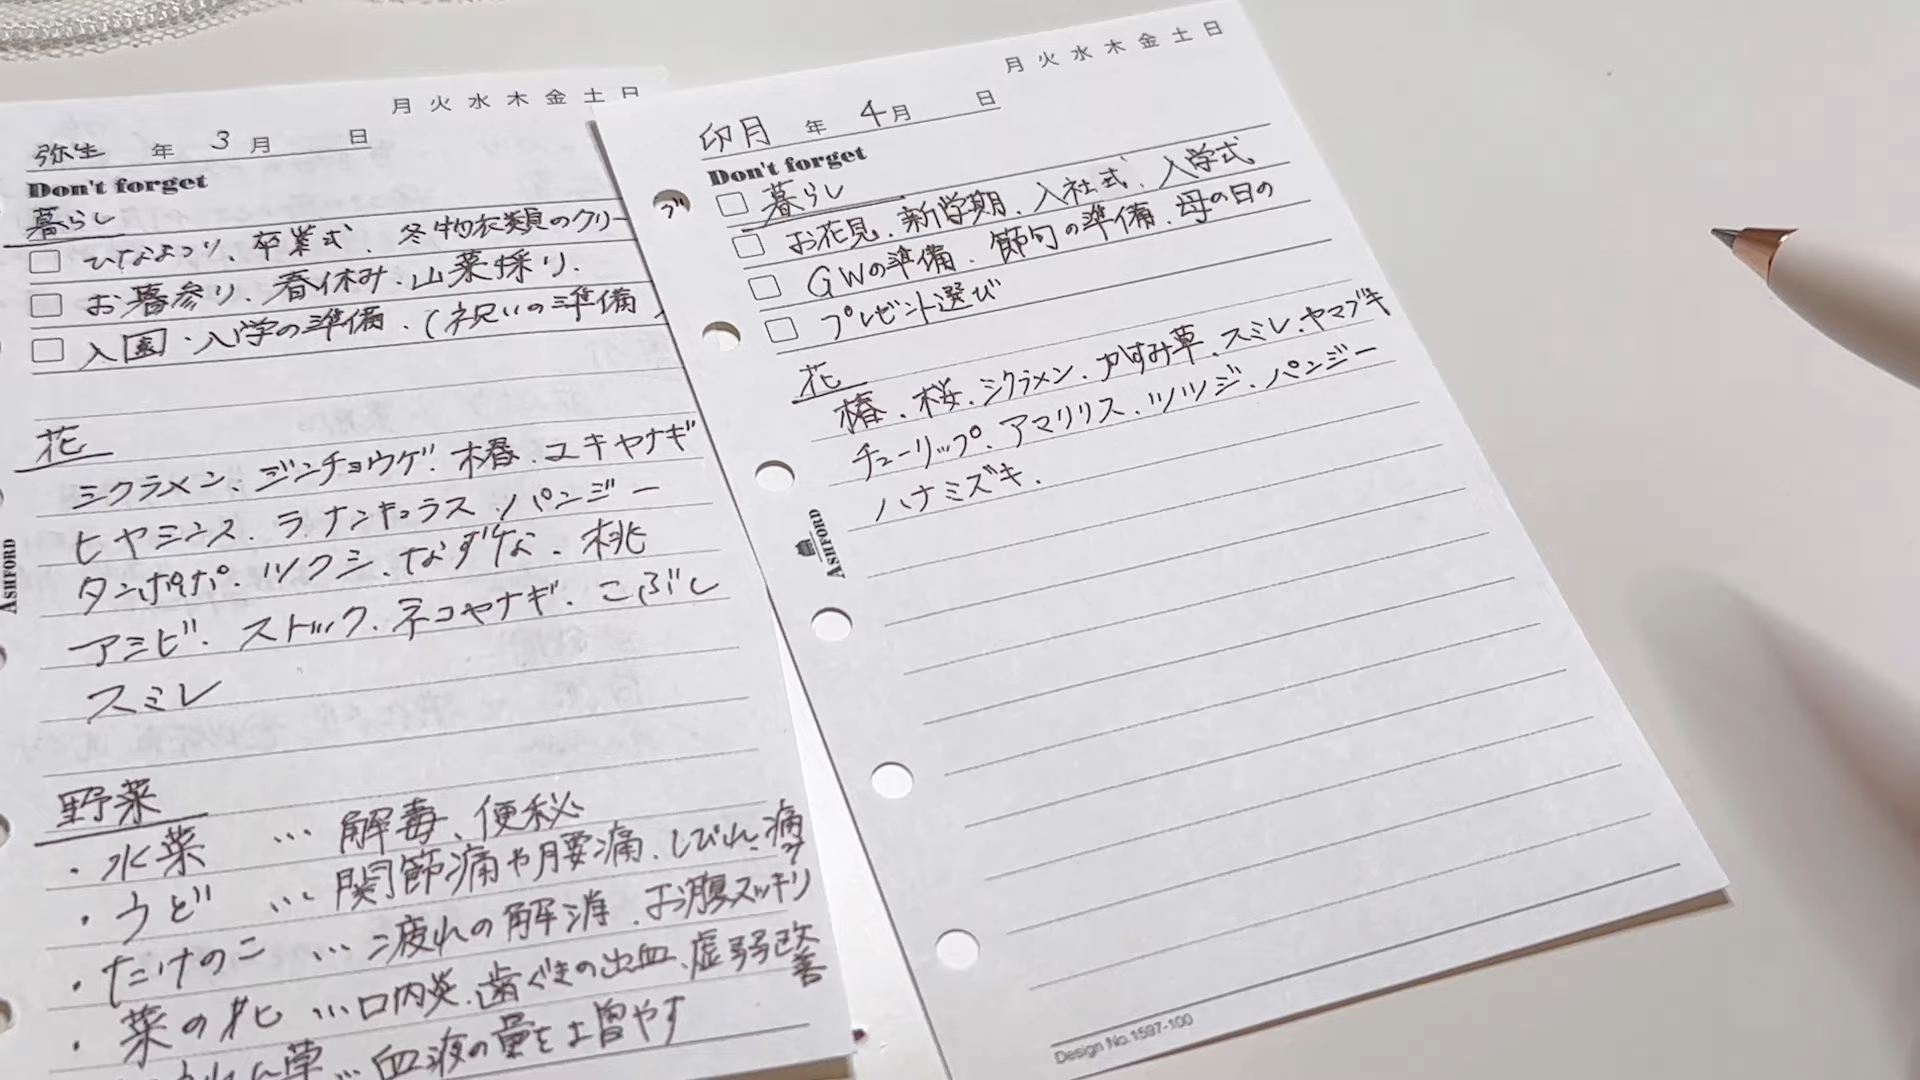 月 火 水 木 金 土 日
弥生 年 3月 日
Don't forget
暮らし
ひなまつり、卒業式、冬物衣類のクリー
お墓参り、春休み、山菜採り.
入園・入学の準備.(祝いの準備
花
シクラメン、ジンチョウゲ、椿、ユキヤナギ
ヒヤシンス、ラナンキュラス、パンジー
タンポポ、ツクシ、なずな、桃
アシビ、ストック、ネコヤナギ、こぶし
スミレ
野菜
・水菜 … 解毒、便秘
・うど … 関節痛や腰痛、しびれ、
・たけのこ … 疲れの解消、お腹スッキリ
・菜の花 … 口内炎、歯ぐきの出血、虚弱改善
草… 血液の量を増やす
ASHFORD
月 火 水 木 金 土 日
卯月 年 4月 日
Don't forget
暮らし
お花見、新学期、入社式、入学式
GWの準備、節句の準備、母の日の
プレゼント選び
花
椿、桜、シクラメン、かすみ草、スミレ、ヤマブキ
チューリップ、アマリリス、ツツジ、パンジー
ハナミズキ.
ASHFORD
Design No.1597-100